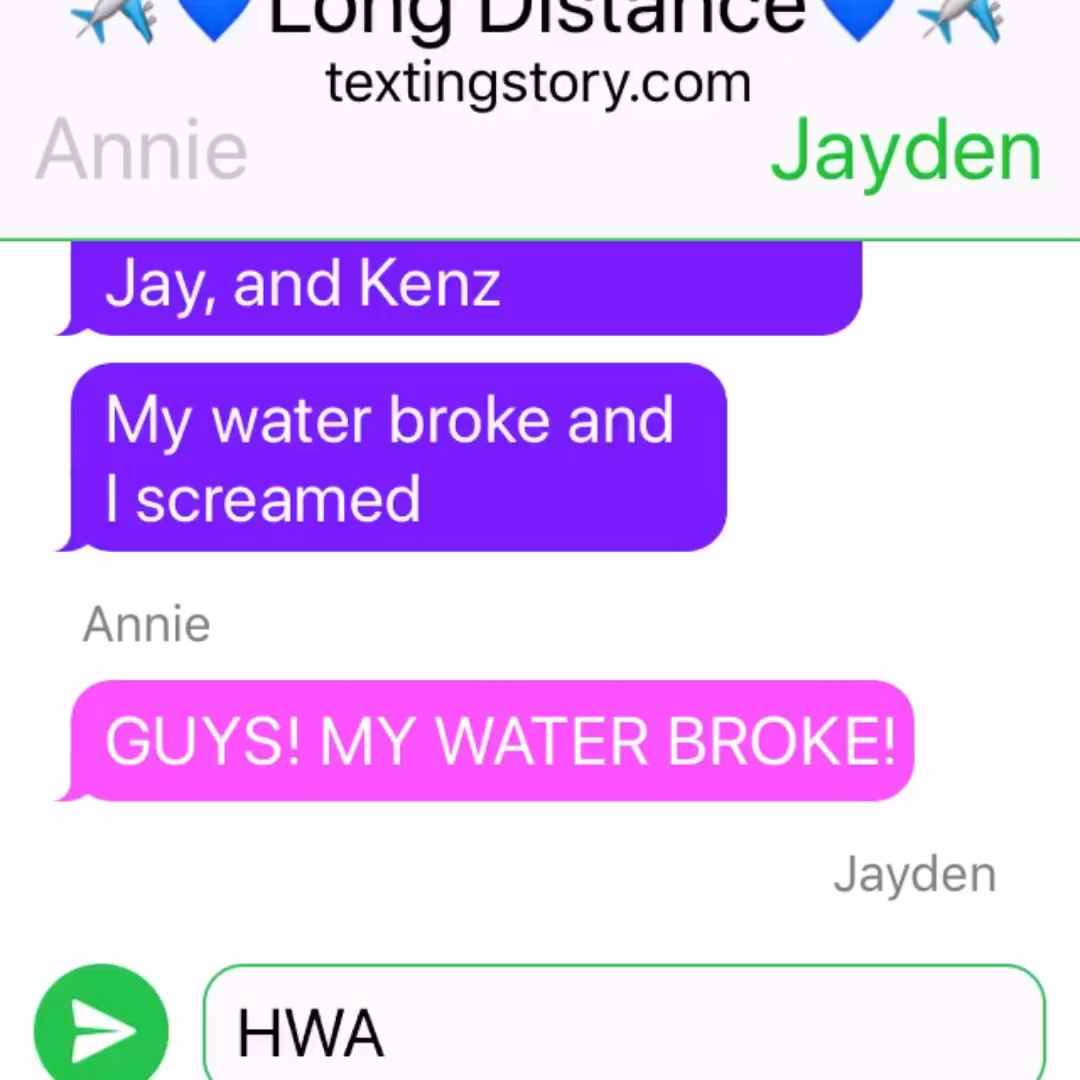 Long Distance
textingstory.com
Annie
Jayden
Jay, and Kenz
My water broke and
I screamed
Annie
GUYS! MY WATER BROKE!
Jayden
HWA